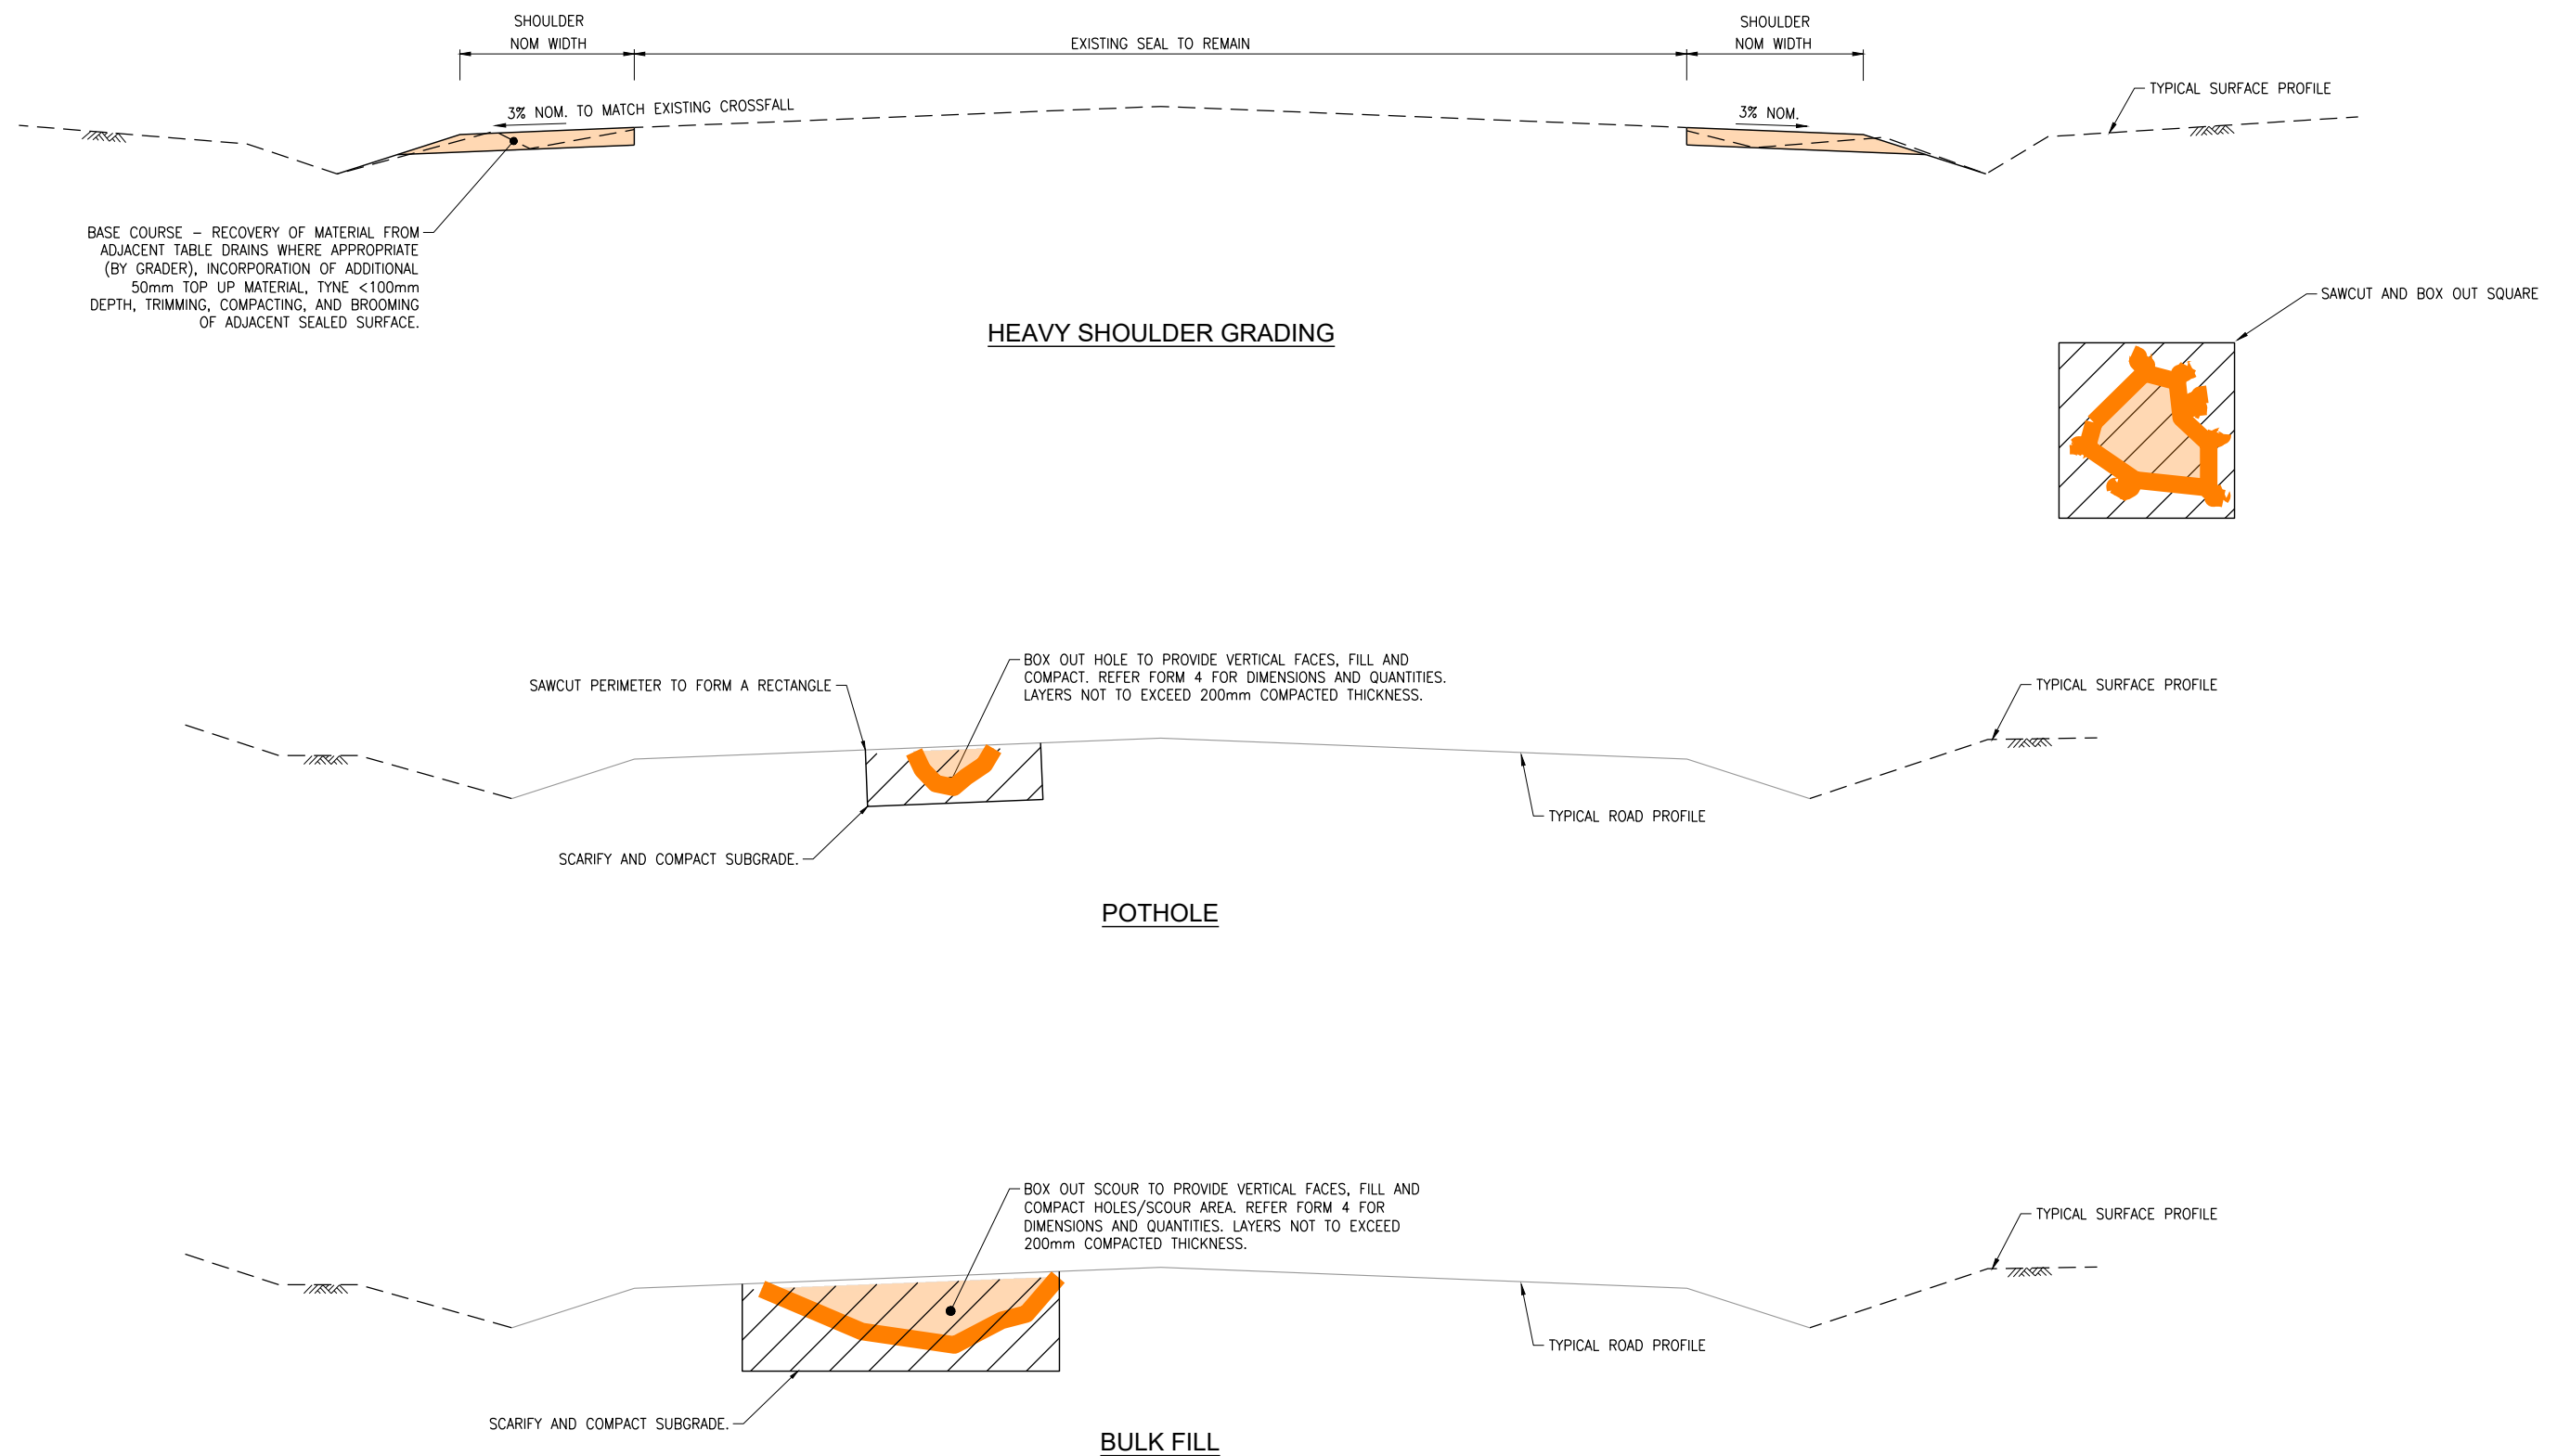 SHOULDER
NOM WIDTH
EXISTING SEAL TO REMAIN
SHOULDER
NOM WIDTH
3% NOM. TO MATCH EXISTING CROSSFALL
3% NOM.
TYPICAL SURFACE PROFILE
BASE COURSE – RECOVERY OF MATERIAL FROM
ADJACENT TABLE DRAINS WHERE APPROPRIATE
(BY GRADER), INCORPORATION OF ADDITIONAL
50mm TOP UP MATERIAL, TYNE <100mm
DEPTH, TRIMMING, COMPACTING, AND BROOMING
OF ADJACENT SEALED SURFACE.
HEAVY SHOULDER GRADING
SAWCUT AND BOX OUT SQUARE
SAWCUT PERIMETER TO FORM A RECTANGLE
BOX OUT HOLE TO PROVIDE VERTICAL FACES, FILL AND
COMPACT. REFER FORM 4 FOR DIMENSIONS AND QUANTITIES.
LAYERS NOT TO EXCEED 200mm COMPACTED THICKNESS.
TYPICAL SURFACE PROFILE
TYPICAL ROAD PROFILE
SCARIFY AND COMPACT SUBGRADE.
POTHOLE
BOX OUT SCOUR TO PROVIDE VERTICAL FACES, FILL AND
COMPACT HOLES/SCOUR AREA. REFER FORM 4 FOR
DIMENSIONS AND QUANTITIES. LAYERS NOT TO EXCEED
200mm COMPACTED THICKNESS.
TYPICAL SURFACE PROFILE
TYPICAL ROAD PROFILE
SCARIFY AND COMPACT SUBGRADE.
BULK FILL